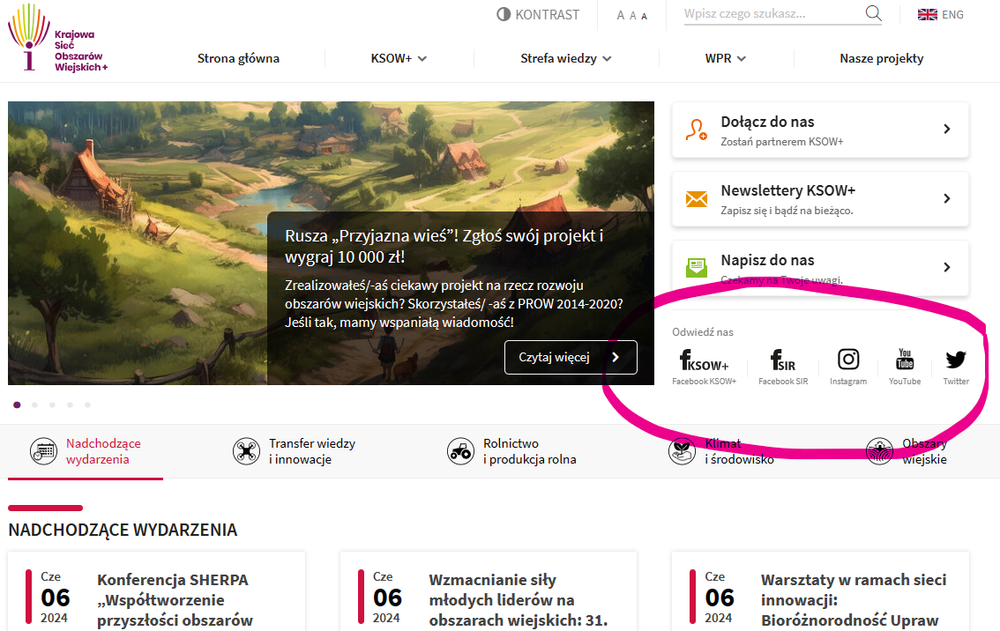 Krajowa
Sieć
Obszarów
Wiejskich +
KONTRAST
A A A
Wpisz czego szukasz...
ENG
Strona główna
KSOW+
Strefa wiedzy
WPR
Nasze projekty
Rusza „Przyjazna wieś”! Zgłoś swój projekt i
wygraj 10 000 zł!
Zrealizowałeś/-aś ciekawy projekt na rzecz rozwoju
obszarów wiejskich? Skorzystałeś/ -aś z PROW 2014-2020?
Jeśli tak, mamy wspaniałą wiadomość!
Czytaj więcej
Dołącz do nas
Zostań partnerem KSOW+
Newslettery KSOW+
Zapisz się i bądź na bieżąco.
Napisz do nas
Czekamy na Twoje uwagi.
Odwiedź nas
fKSOW+
Facebook KSOW+
fSIR
Facebook SIR
Instagram
You
Tube
YouTube
Twitter
Nadchodzące
wydarzenia
Transfer wiedzy
i innowacje
Rolnictwo
i produkcja rolna
Klimat
i środowisko
Obszary
wiejskie
NADCHODZĄCE WYDARZENIA
Cze
06
2024
Konferencja SHERPA
„Współtworzenie
przyszłości obszarów
Cze
06
2024
Wzmacnianie siły
młodych liderów na
obszarach wiejskich: 31.
Cze
06
2024
Warsztaty w ramach sieci
innowacji:
Bioróżnorodność Upraw